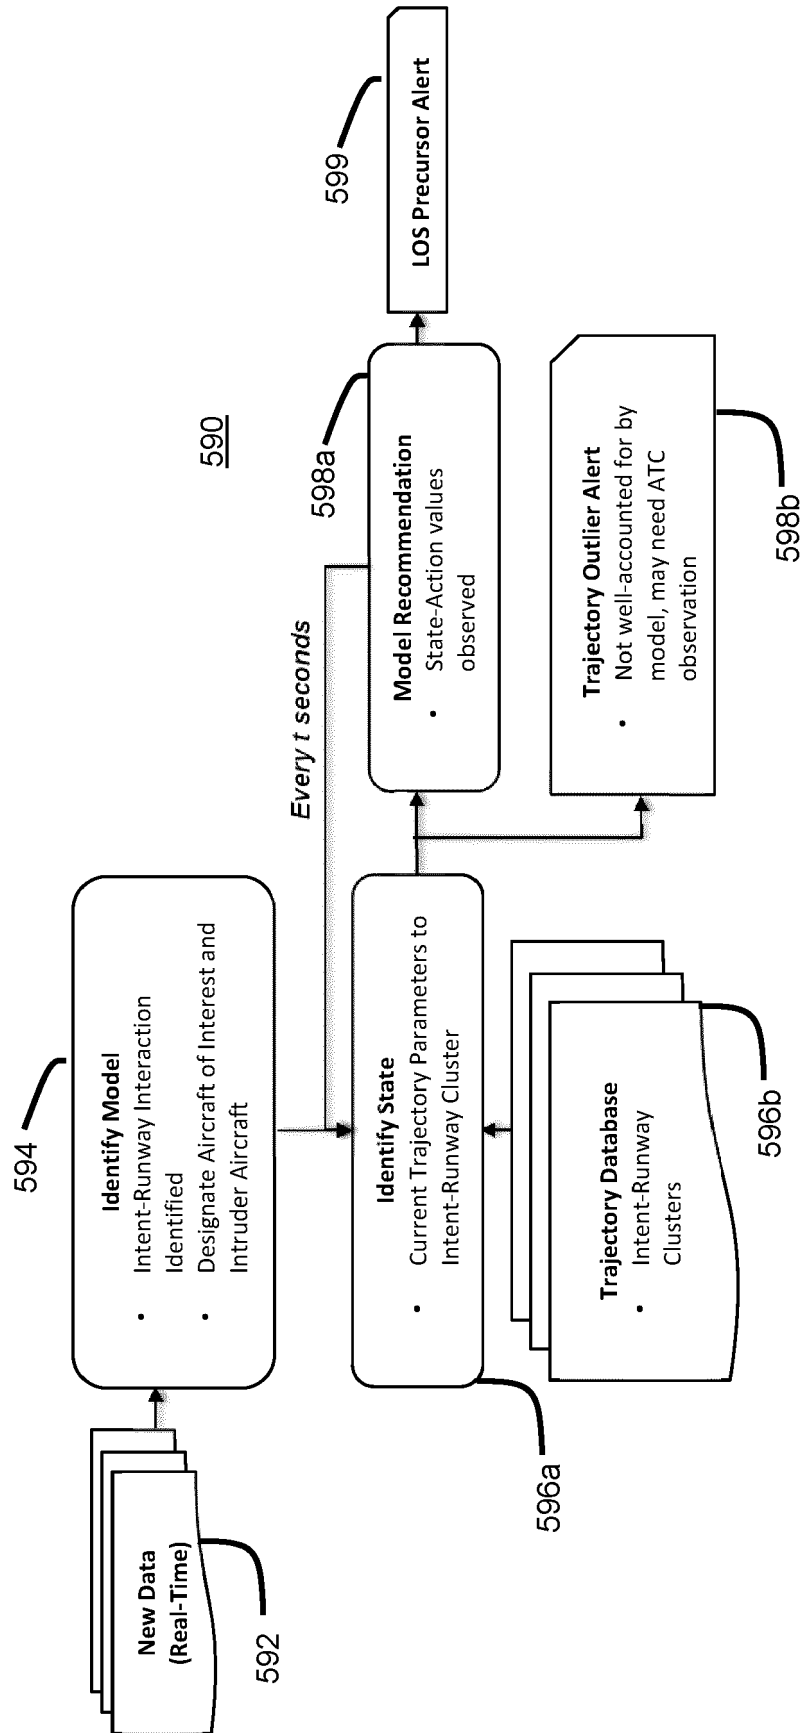 590
New Data
(Real-Time)
592
594
Identify Model
• Intent-Runway Interaction
Identified
• Designate Aircraft of Interest and
Intruder Aircraft
Every t seconds
Identify State
• Current Trajectory Parameters to
Intent-Runway Cluster
596a
Trajectory Database
• Intent-Runway
Clusters
596b
598a
Model Recommendation
• State-Action values
observed
Trajectory Outlier Alert
• Not well-accounted for by
model, may need ATC
observation
598b
599
LOS Precursor Alert